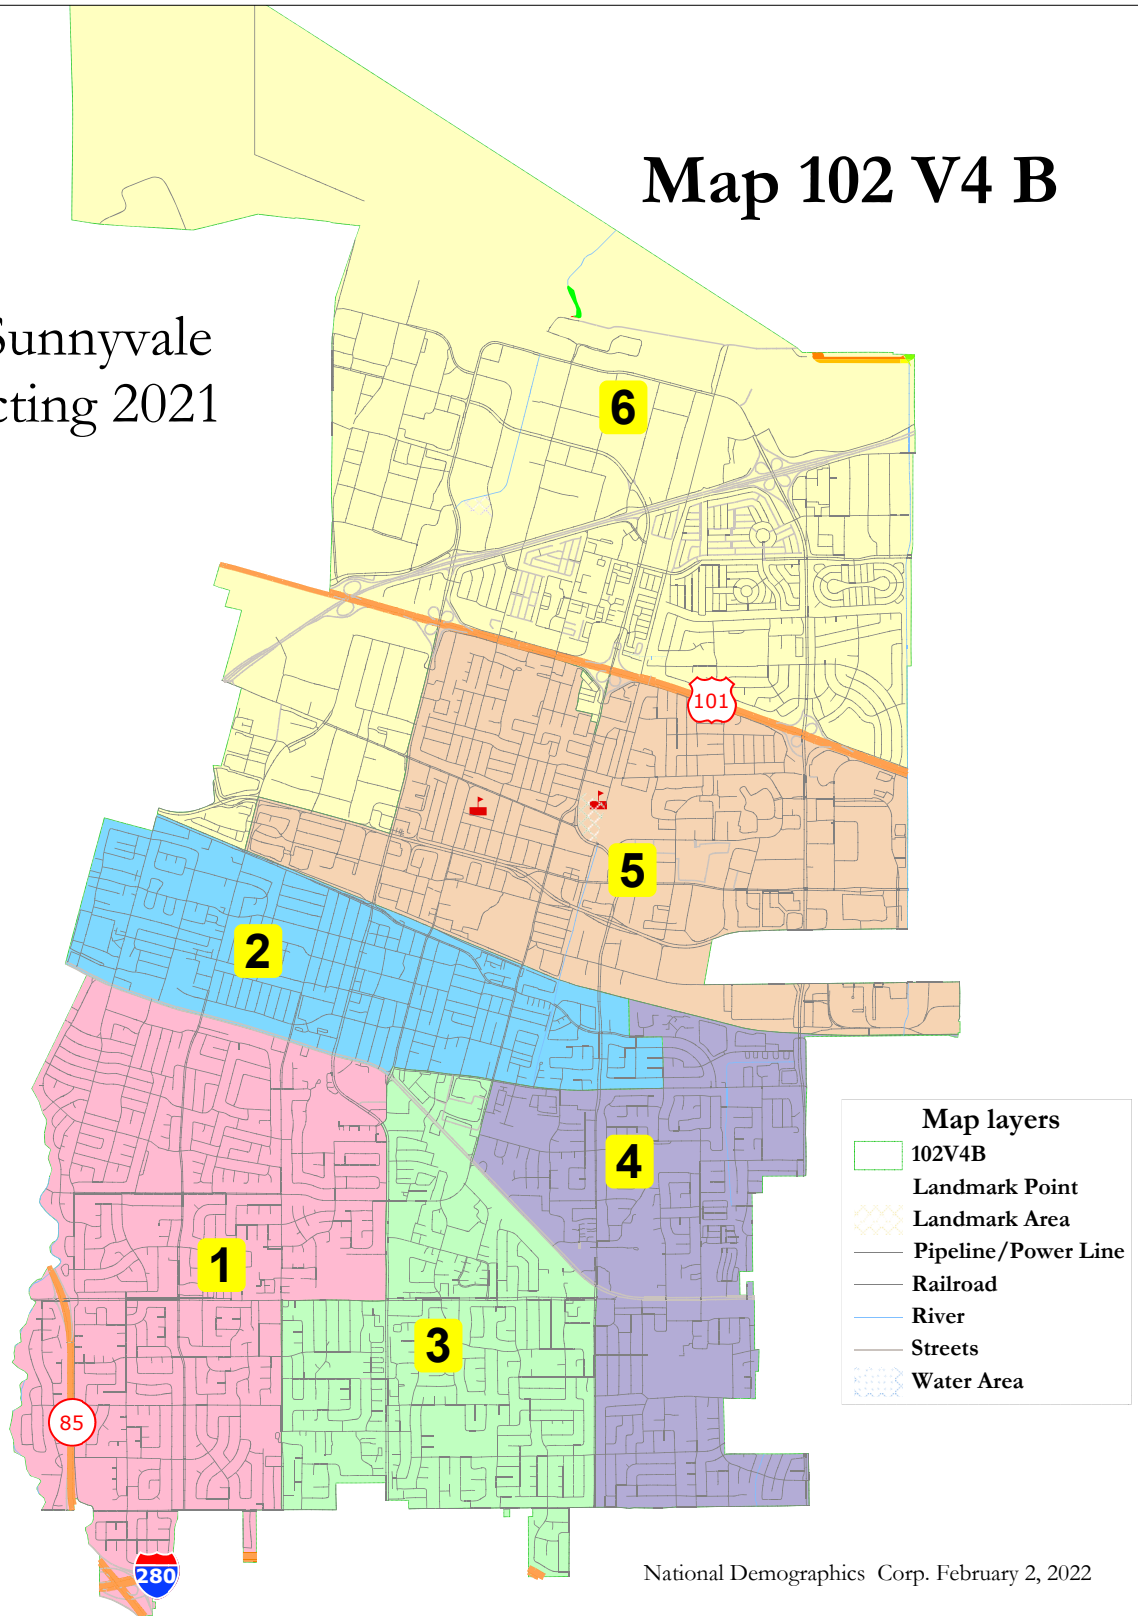 Map 102 V4 B
Sunnyvale
cting 2021
6
101
5
2
4
1
3
85
280
Map layers
102V4B
Landmark Point
Landmark Area
Pipeline/Power Line
Railroad
River
Streets
Water Area
National Demographics Corp. February 2, 2022